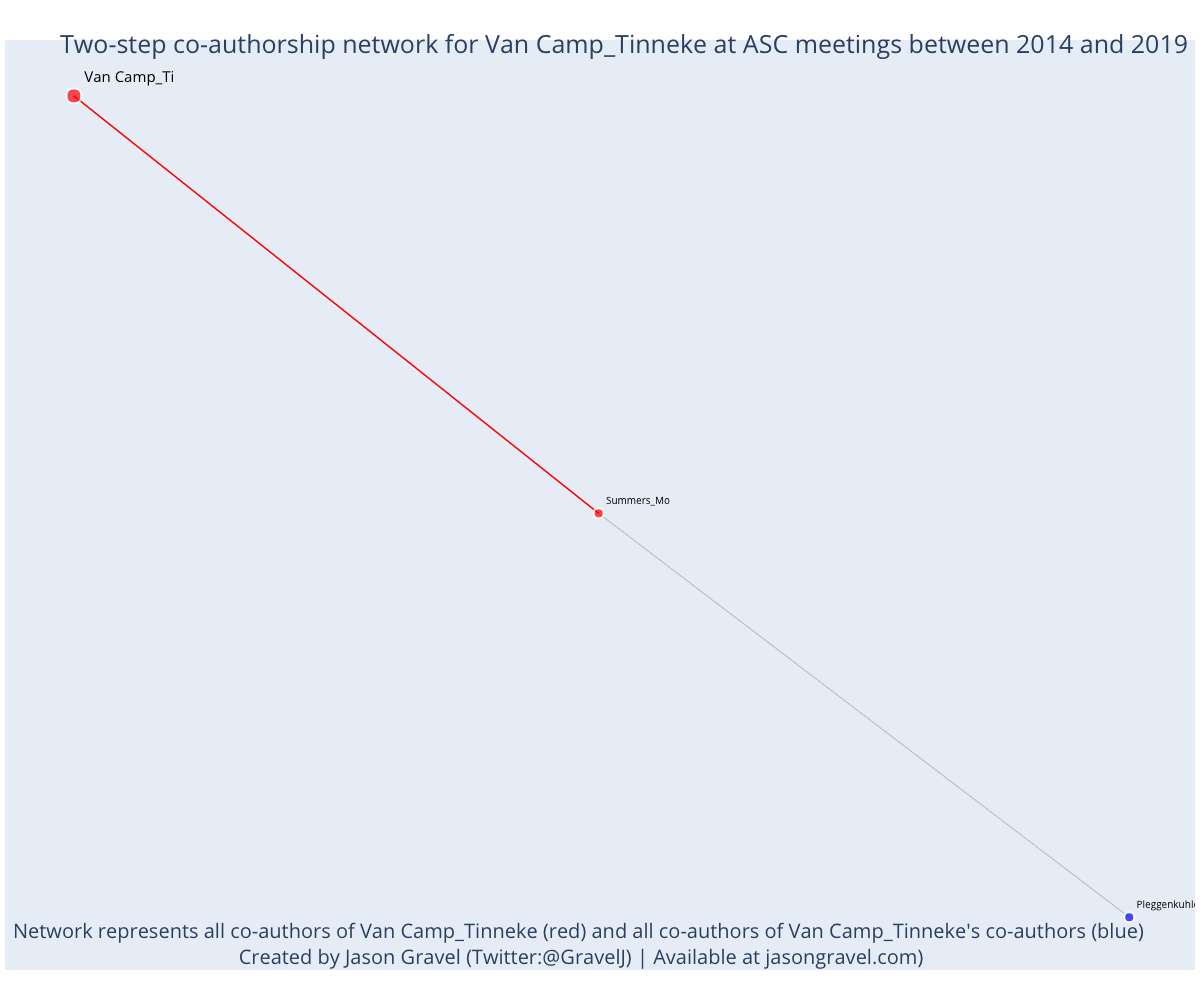 Two-step co-authorship network for Van Camp_Tinneke at ASC meetings between 2014 and 2019
Van Camp_Ti
Summers_Mo
Network represents all co-authors of Van Camp_Tinneke (red) and all co-authors of Van Camp_Tinneke's co-authors (blue)
Created by Jason Gravel (Twitter:@GravelJ) | Available at jasongravel.com)